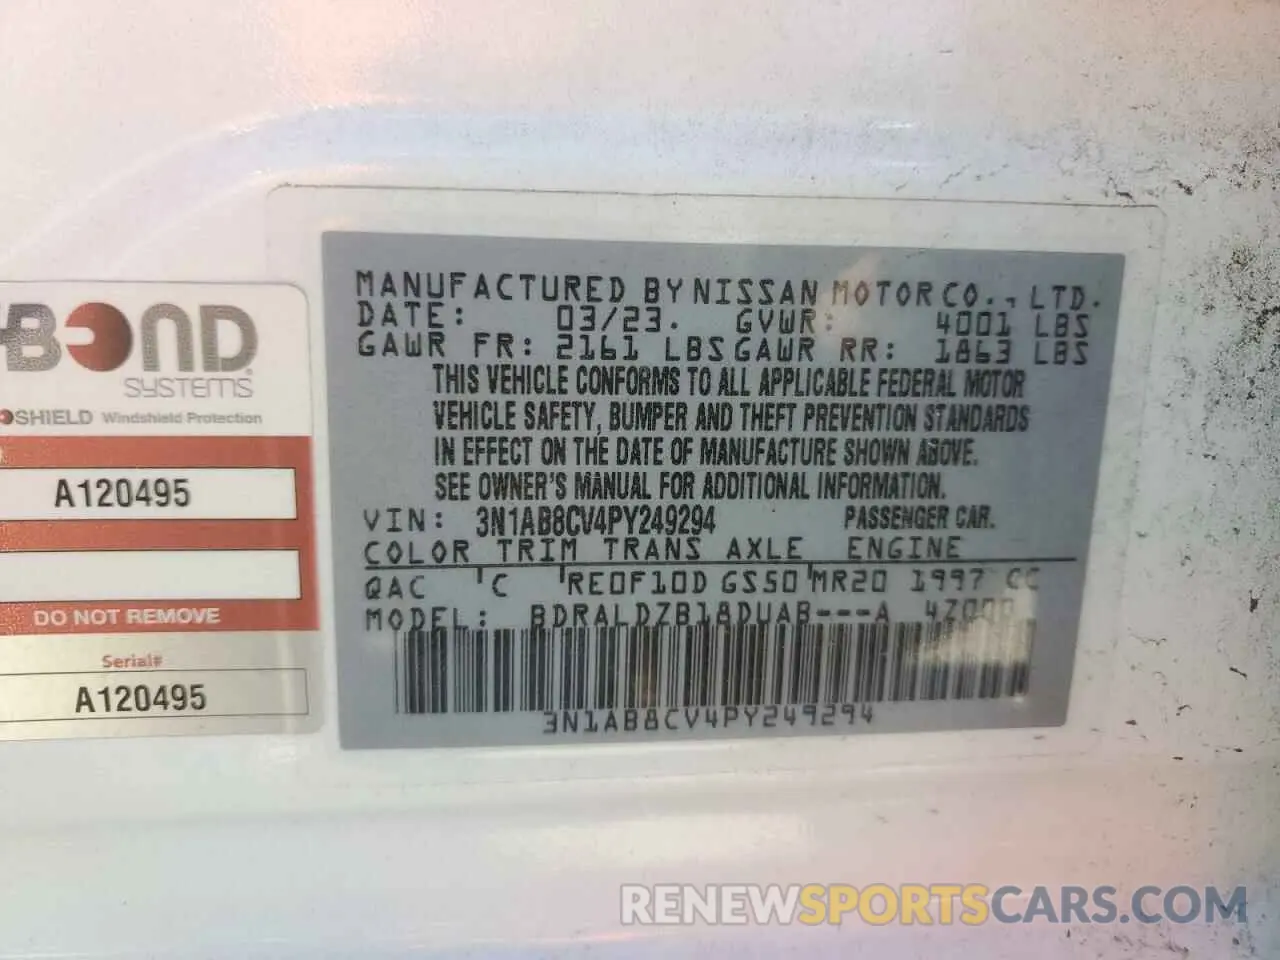 BOND
SYSTEMS
SHIELD Windshield Protection
A120495
DO NOT REMOVE
Serial#
A120495
MANUFACTURED BY NISSAN MOTOR CO., LTD.
DATE: 03/23. GVWR: 4001 LBS
GAWR FR: 2161 LBS GAWR RR: 1863 LBS
THIS VEHICLE CONFORMS TO ALL APPLICABLE FEDERAL MOTOR
VEHICLE SAFETY, BUMPER AND THEFT PREVENTION STANDARDS
IN EFFECT ON THE DATE OF MANUFACTURE SHOWN ABOVE.
SEE OWNER'S MANUAL FOR ADDITIONAL INFORMATION.
VIN: 3N1AB8CV4PY249294 PASSENGER CAR.
COLOR TRIM TRANS AXLE ENGINE
QAC C RE0F10D GS50 MR20 1997 CC
MODEL: BDRALDZB18DUAB---A 4Z000
3N1AB8CV4PY249294
RENEWSPORTSCARS.COM